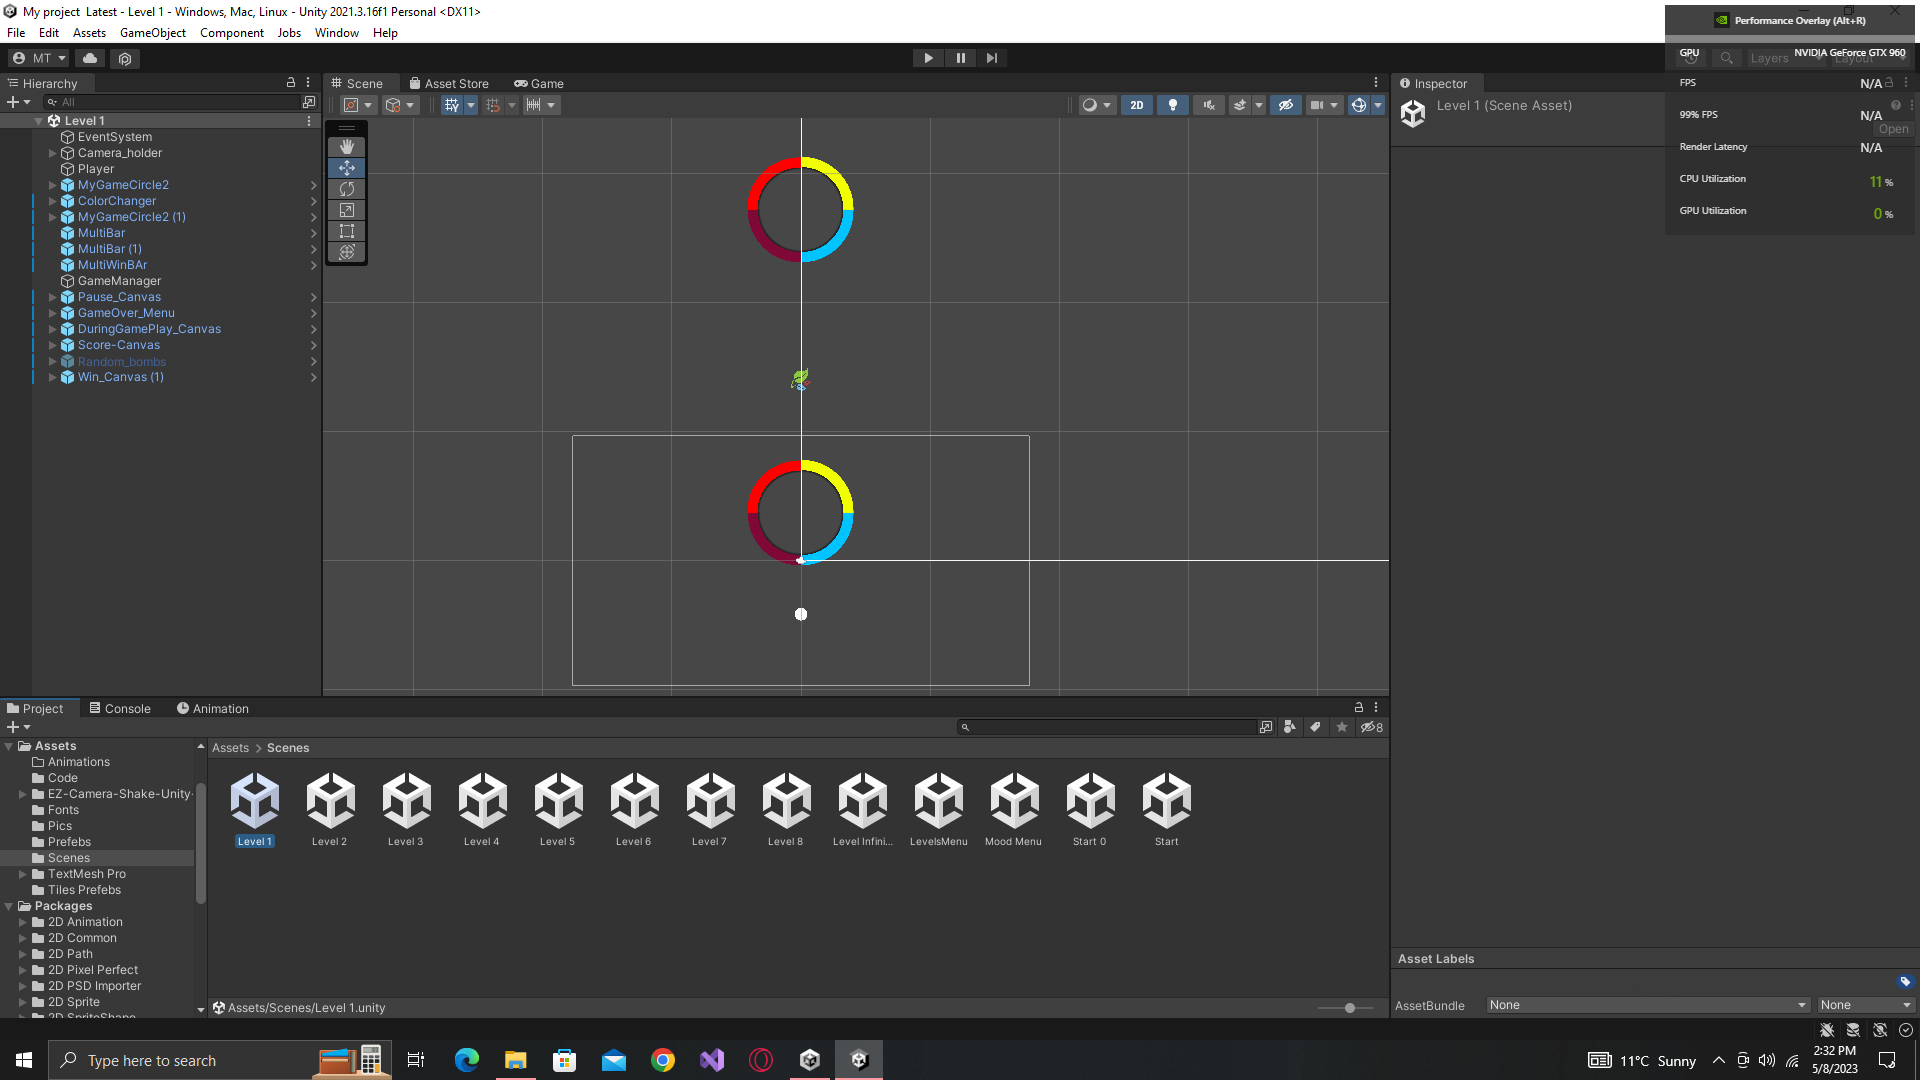 My project  Latest - Level 1 - Windows, Mac, Linux - Unity 2021.3.16f1 Personal <DX11>
File Edit Assets GameObject Component Jobs Window Help
MT
Layers
Layout
Performance Overlay (Alt+R)
GPU NVIDIA GeForce GTX 960
FPS N/A
99% FPS N/A
Render Latency N/A
CPU Utilization 11 %
GPU Utilization 0 %
Hierarchy
All
Level 1
EventSystem
Camera_holder
Player
MyGameCircle2
ColorChanger
MyGameCircle2 (1)
MultiBar
MultiBar (1)
MultiWinBAr
GameManager
Pause_Canvas
GameOver_Menu
DuringGamePlay_Canvas
Score-Canvas
Random_bombs
Win_Canvas (1)
Scene Asset Store Game
2D
Inspector
Level 1 (Scene Asset)
Open
Project Console Animation
8
Assets
Animations
Code
EZ-Camera-Shake-Unity-
Fonts
Pics
Prefebs
Scenes
TextMesh Pro
Tiles Prefebs
Packages
2D Animation
2D Common
2D Path
2D Pixel Perfect
2D PSD Importer
2D Sprite
2D SpriteShape
Assets > Scenes
Level 1 Level 2 Level 3 Level 4 Level 5 Level 6 Level 7 Level 8 Level Infini... LevelsMenu Mood Menu Start 0 Start
Assets/Scenes/Level 1.unity
Asset Labels
AssetBundle None None
Type here to search
11°C Sunny
2:32 PM
5/8/2023